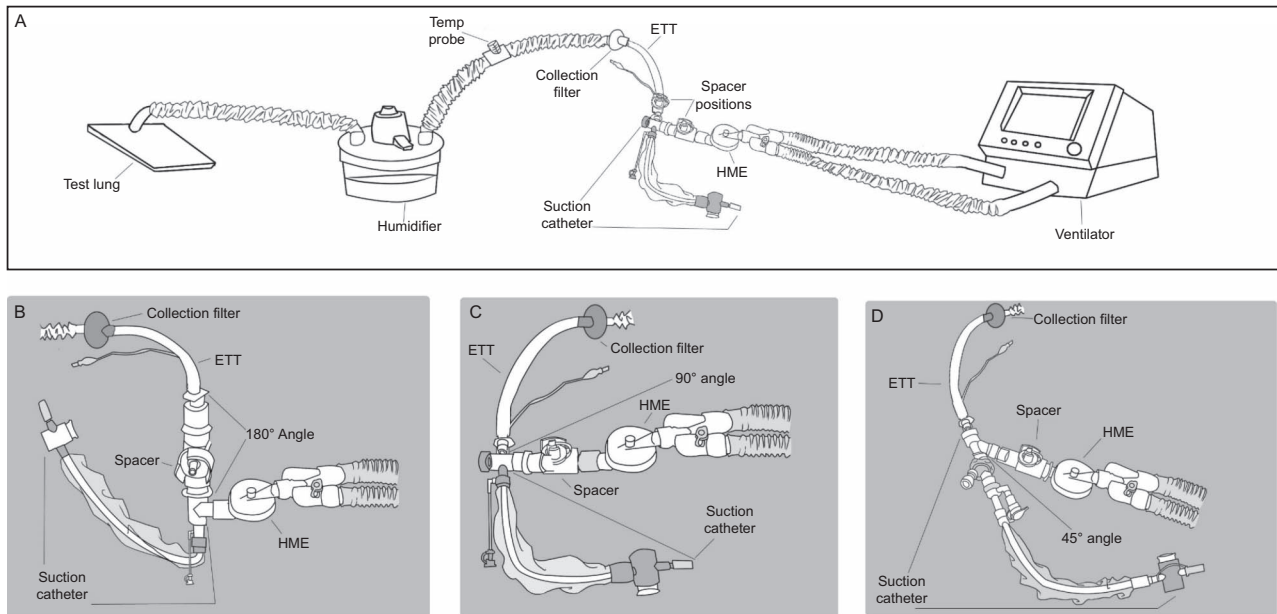 A
Temp
probe
ETT
Collection
filter
Spacer
positions
HME
Test lung
Humidifier
Suction
catheter
Ventilator
B
Collection filter
ETT
180° Angle
Spacer
HME
Suction
catheter
C
ETT
Collection filter
90° angle
HME
Spacer
Suction
catheter
D
Collection filter
ETT
Spacer
HME
45° angle
Suction
catheter